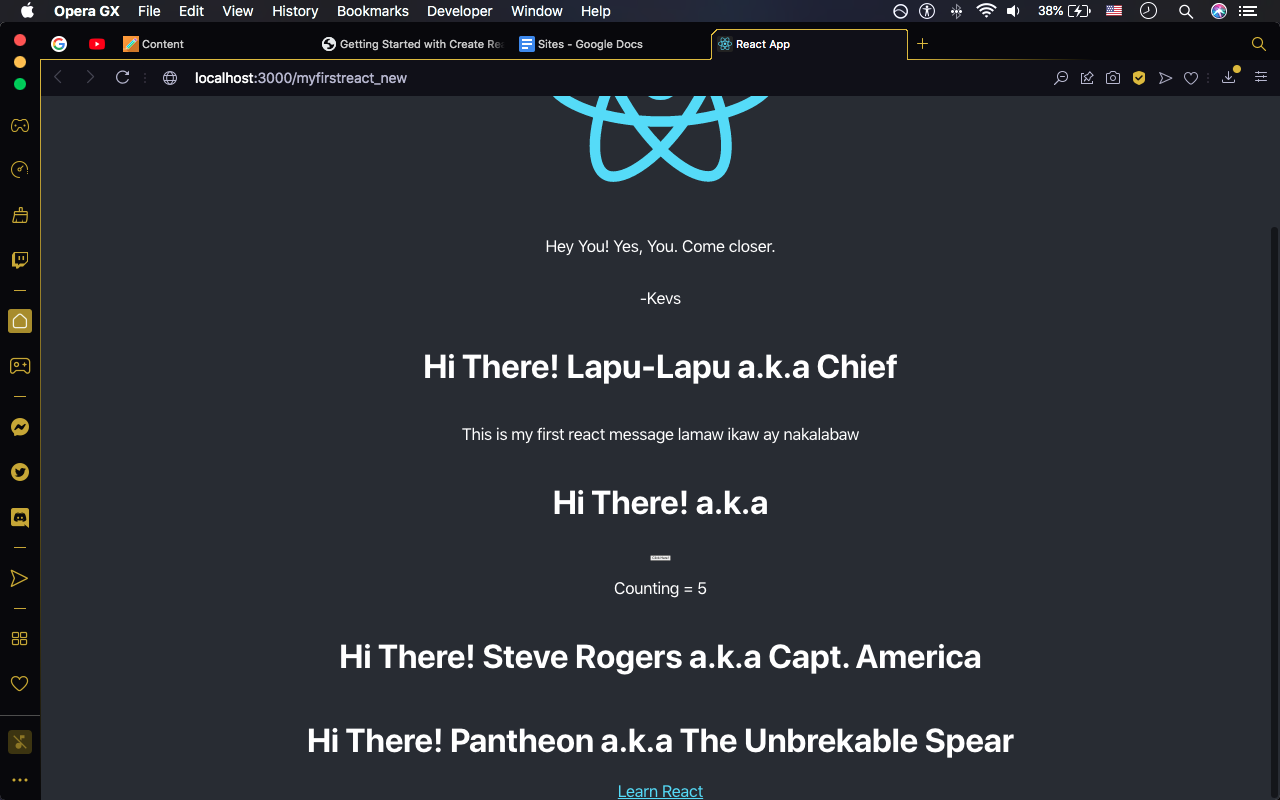 Opera GX File Edit View History Bookmarks Developer Window Help 38%
Content
Getting Started with Create Re
Sites - Google Docs
React App
localhost:3000/myfirstreact_new
Hey You! Yes, You. Come closer.
-Kevs
Hi There! Lapu-Lapu a.k.a Chief
This is my first react message lamaw ikaw ay nakalabaw
Hi There! a.k.a
Counting = 5
Hi There! Steve Rogers a.k.a Capt. America
Hi There! Pantheon a.k.a The Unbrekable Spear
Learn React